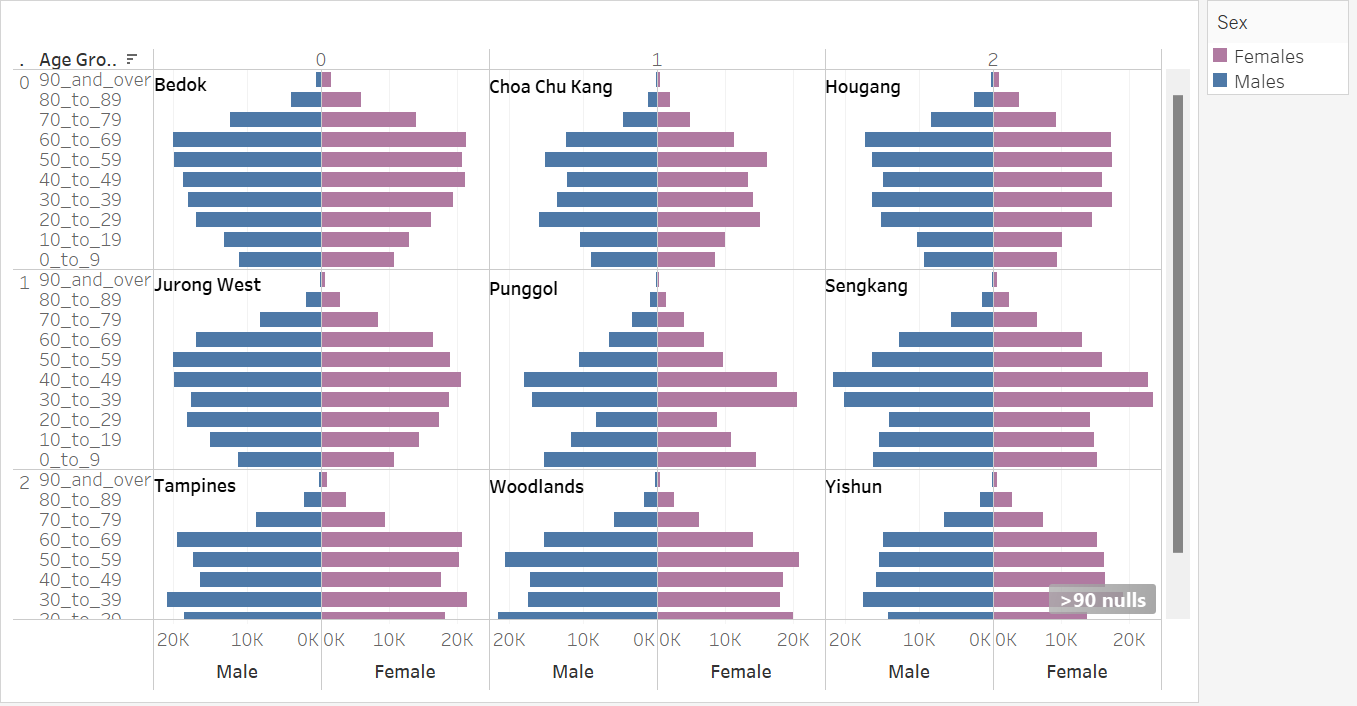 Sex
Females
Males
. Age Gro.. 0 1 2
0 90_and_over Bedok Choa Chu Kang Hougang
80_to_89
70_to_79
60_to_69
50_to_59
40_to_49
30_to_39
20_to_29
10_to_19
0_to_9
1 90_and_over Jurong West Punggol Sengkang
80_to_89
70_to_79
60_to_69
50_to_59
40_to_49
30_to_39
20_to_29
10_to_19
0_to_9
2 90_and_over Tampines Woodlands Yishun
80_to_89
70_to_79
60_to_69
50_to_59
40_to_49
30_to_39 >90 nulls
20_to_29
20K 10K 0K 0K 10K 20K 20K 10K 0K 0K 10K 20K 20K 10K 0K 0K 10K 20K
Male Female Male Female Male Female